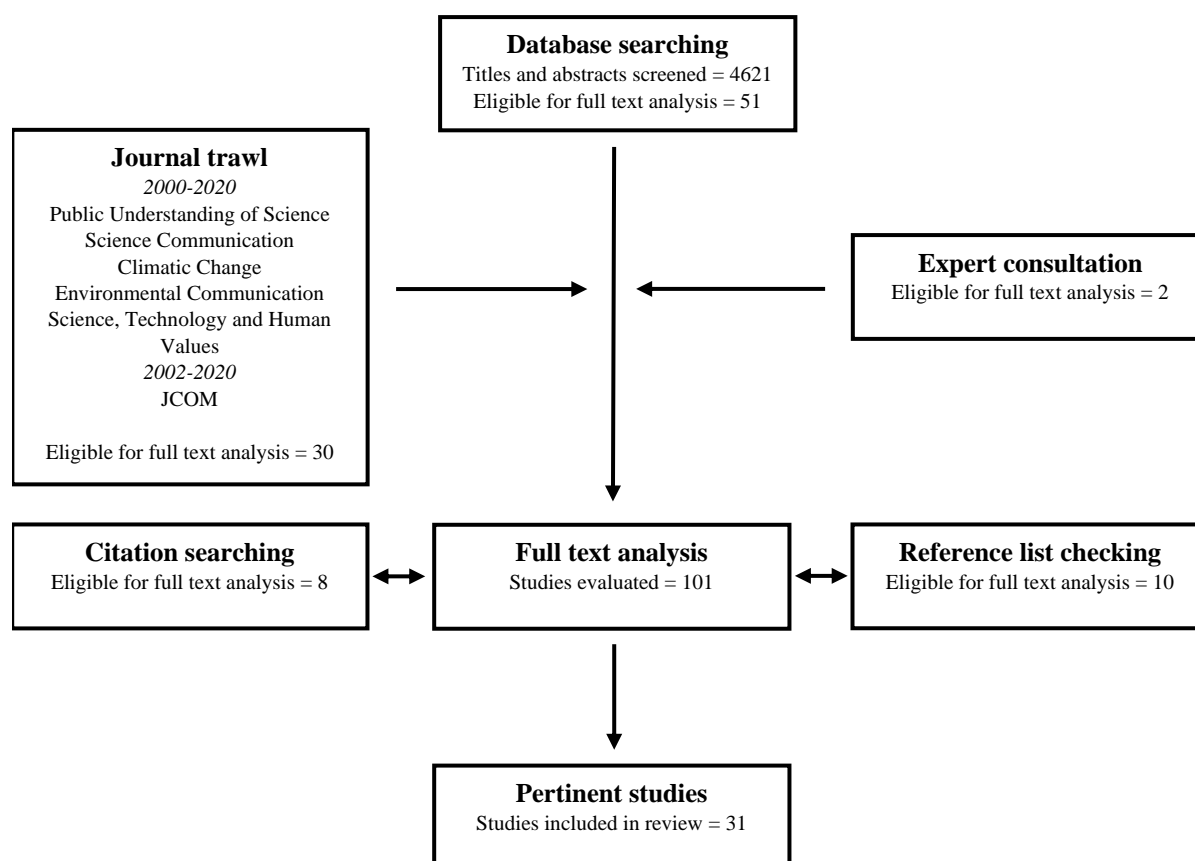 Database searching
Titles and abstracts screened = 4621
Eligible for full text analysis = 51
Journal trawl
2000-2020
Public Understanding of Science
Science Communication
Climatic Change
Environmental Communication
Science, Technology and Human
Values
2002-2020
JCOM
Eligible for full text analysis = 30
Expert consultation
Eligible for full text analysis = 2
Citation searching
Eligible for full text analysis = 8
Full text analysis
Studies evaluated = 101
Reference list checking
Eligible for full text analysis = 10
Pertinent studies
Studies included in review = 31